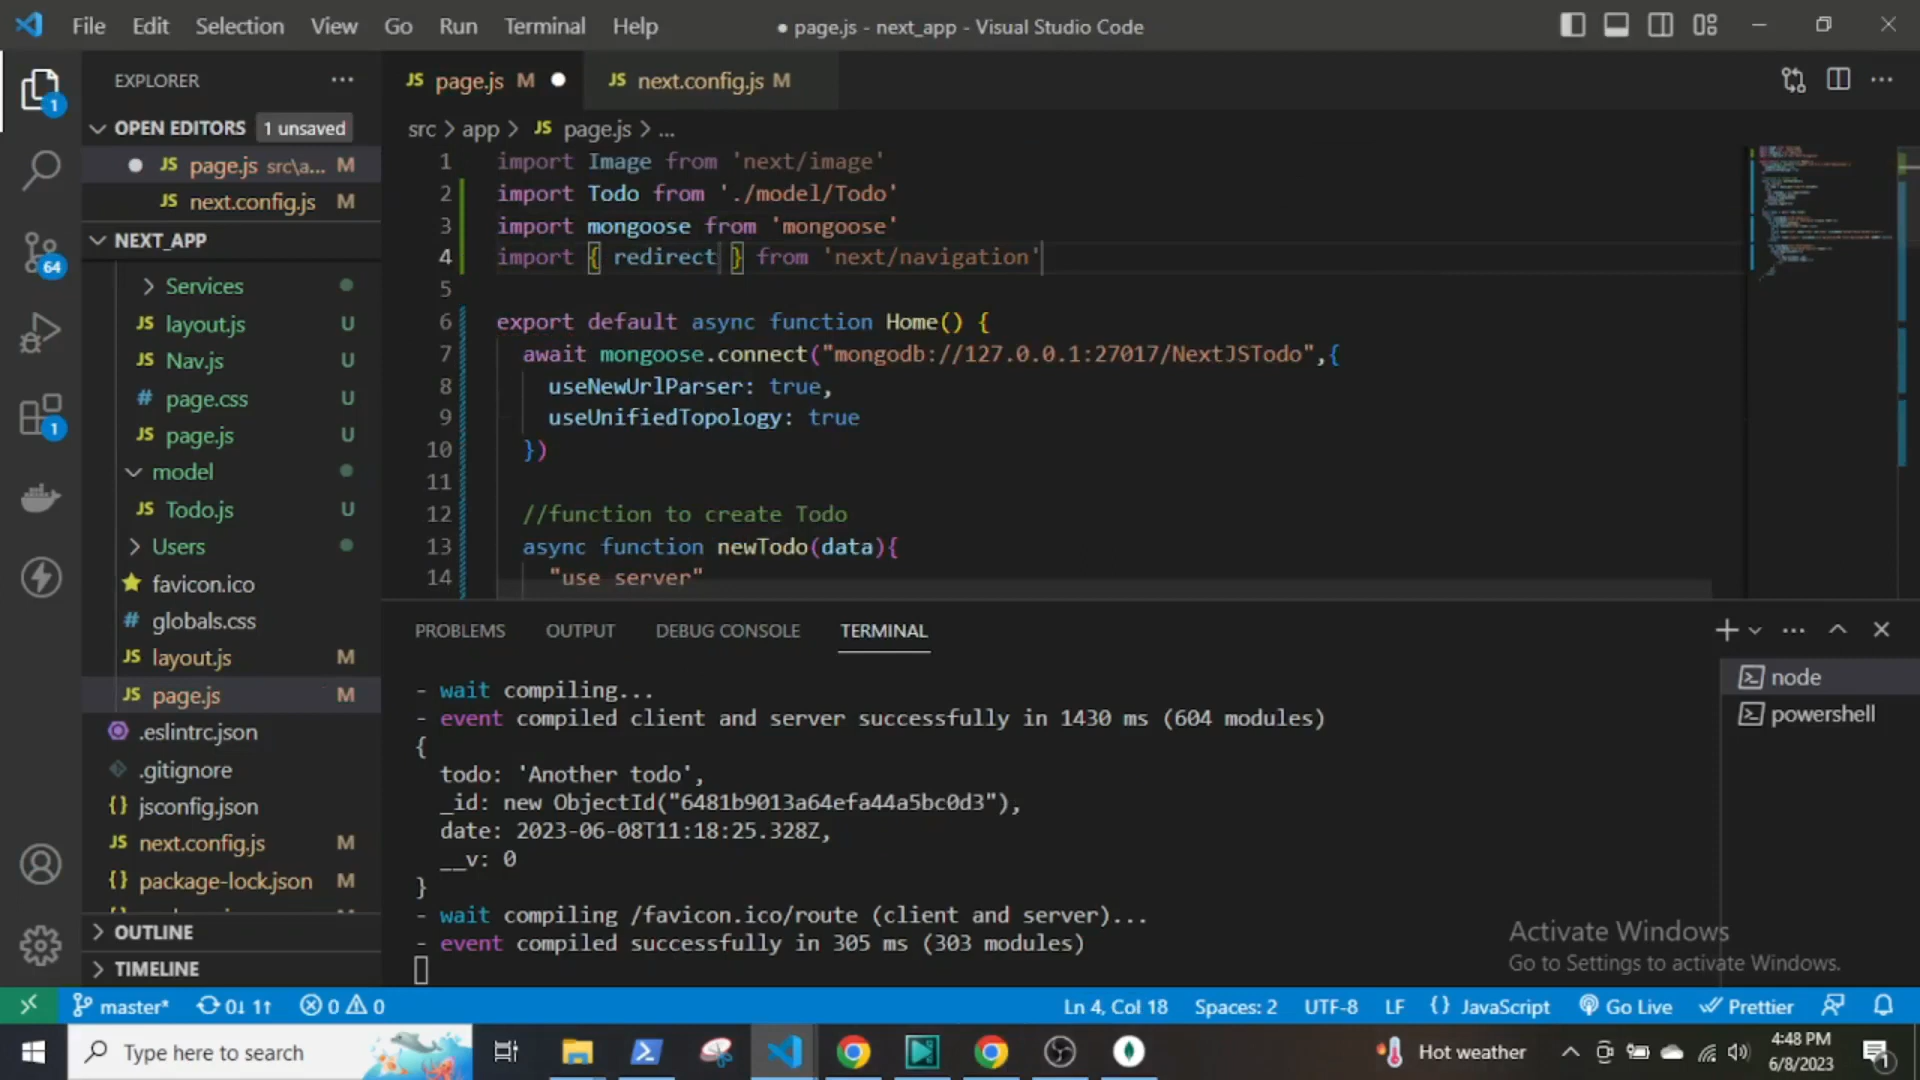 File Edit Selection View Go Run Terminal Help
● page.js - next_app - Visual Studio Code
EXPLORER
OPEN EDITORS 1 unsaved
JS page.js src\a... M
JS next.config.js M
NEXT_APP
Services
JS layout.js U
JS Nav.js U
# page.css U
JS page.js U
model
JS Todo.js U
Users
favicon.ico
# globals.css
JS layout.js M
JS page.js M
.eslintrc.json
.gitignore
{} jsconfig.json
JS next.config.js M
{} package-lock.json M
OUTLINE
TIMELINE
1
64
1
JS page.js M
JS next.config.js M
src > app > JS page.js > ...
1 import Image from 'next/image'
2 import Todo from './model/Todo'
3 import mongoose from 'mongoose'
4 import { redirect } from 'next/navigation'
5
6 export default async function Home() {
7 await mongoose.connect("mongodb://127.0.0.1:27017/NextJSTodo",{
8 useNewUrlParser: true,
9 useUnifiedTopology: true
10 })
11
12 //function to create Todo
13 async function newTodo(data){
14 "use server"
PROBLEMS OUTPUT DEBUG CONSOLE TERMINAL
- wait compiling...
- event compiled client and server successfully in 1430 ms (604 modules)
{
todo: 'Another todo',
_id: new ObjectId("6481b9013a64efa44a5bc0d3"),
date: 2023-06-08T11:18:25.328Z,
__v: 0
}
- wait compiling /favicon.ico/route (client and server)...
- event compiled successfully in 305 ms (303 modules)
node
powershell
Activate Windows
Go to Settings to activate Windows.
master* 0↓ 1↑ 0 0
Ln 4, Col 18 Spaces: 2 UTF-8 LF {} JavaScript Go Live Prettier
Type here to search
Hot weather
4:48 PM
6/8/2023
1